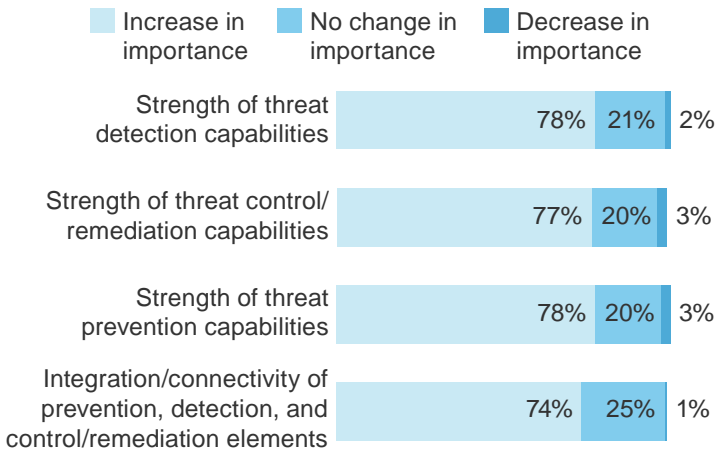 Increase in importance
No change in importance
Decrease in importance
Strength of threat
detection capabilities
78% 21% 2%
Strength of threat control/
remediation capabilities
77% 20% 3%
Strength of threat
prevention capabilities
78% 20% 3%
Integration/connectivity of
prevention, detection, and
control/remediation elements
74% 25% 1%